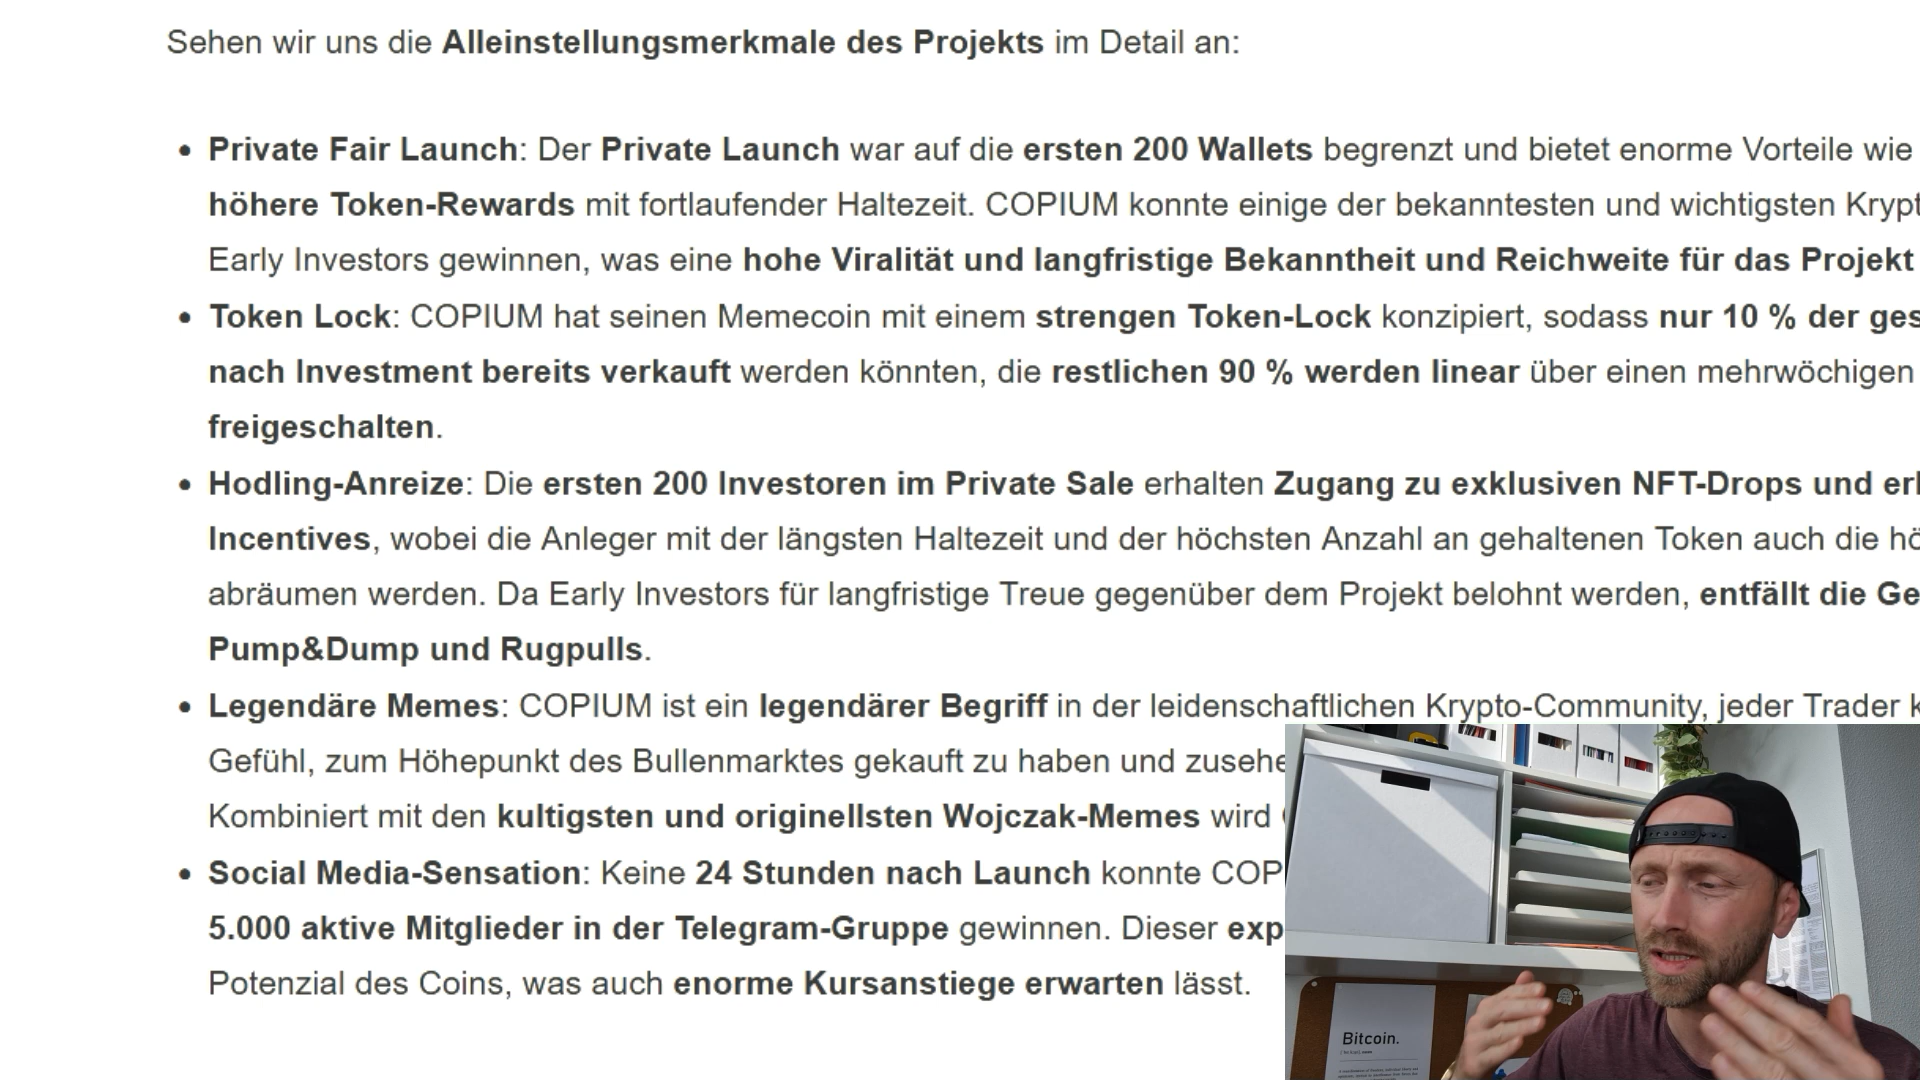 Sehen wir uns die Alleinstellungsmerkmale des Projekts im Detail an:
• Private Fair Launch: Der Private Launch war auf die ersten 200 Wallets begrenzt und bietet enorme Vorteile wie
höhere Token-Rewards mit fortlaufender Haltezeit. COPIUM konnte einige der bekanntesten und wichtigsten Krypt
Early Investors gewinnen, was eine hohe Viralität und langfristige Bekanntheit und Reichweite für das Projekt
• Token Lock: COPIUM hat seinen Memecoin mit einem strengen Token-Lock konzipiert, sodass nur 10 % der ges
nach Investment bereits verkauft werden könnten, die restlichen 90 % werden linear über einen mehrwöchigen
freigeschalten.
• Hodling-Anreize: Die ersten 200 Investoren im Private Sale erhalten Zugang zu exklusiven NFT-Drops und erh
Incentives, wobei die Anleger mit der längsten Haltezeit und der höchsten Anzahl an gehaltenen Token auch die hö
abräumen werden. Da Early Investors für langfristige Treue gegenüber dem Projekt belohnt werden, entfällt die Ge
Pump&Dump und Rugpulls.
• Legendäre Memes: COPIUM ist ein legendärer Begriff in der leidenschaftlichen Krypto-Community, jeder Trader k
Gefühl, zum Höhepunkt des Bullenmarktes gekauft zu haben und zusehe
Kombiniert mit den kultigsten und originellsten Wojczak-Memes wird
• Social Media-Sensation: Keine 24 Stunden nach Launch konnte COP
5.000 aktive Mitglieder in der Telegram-Gruppe gewinnen. Dieser exp
Potenzial des Coins, was auch enorme Kursanstiege erwarten lässt.
Bitcoin.